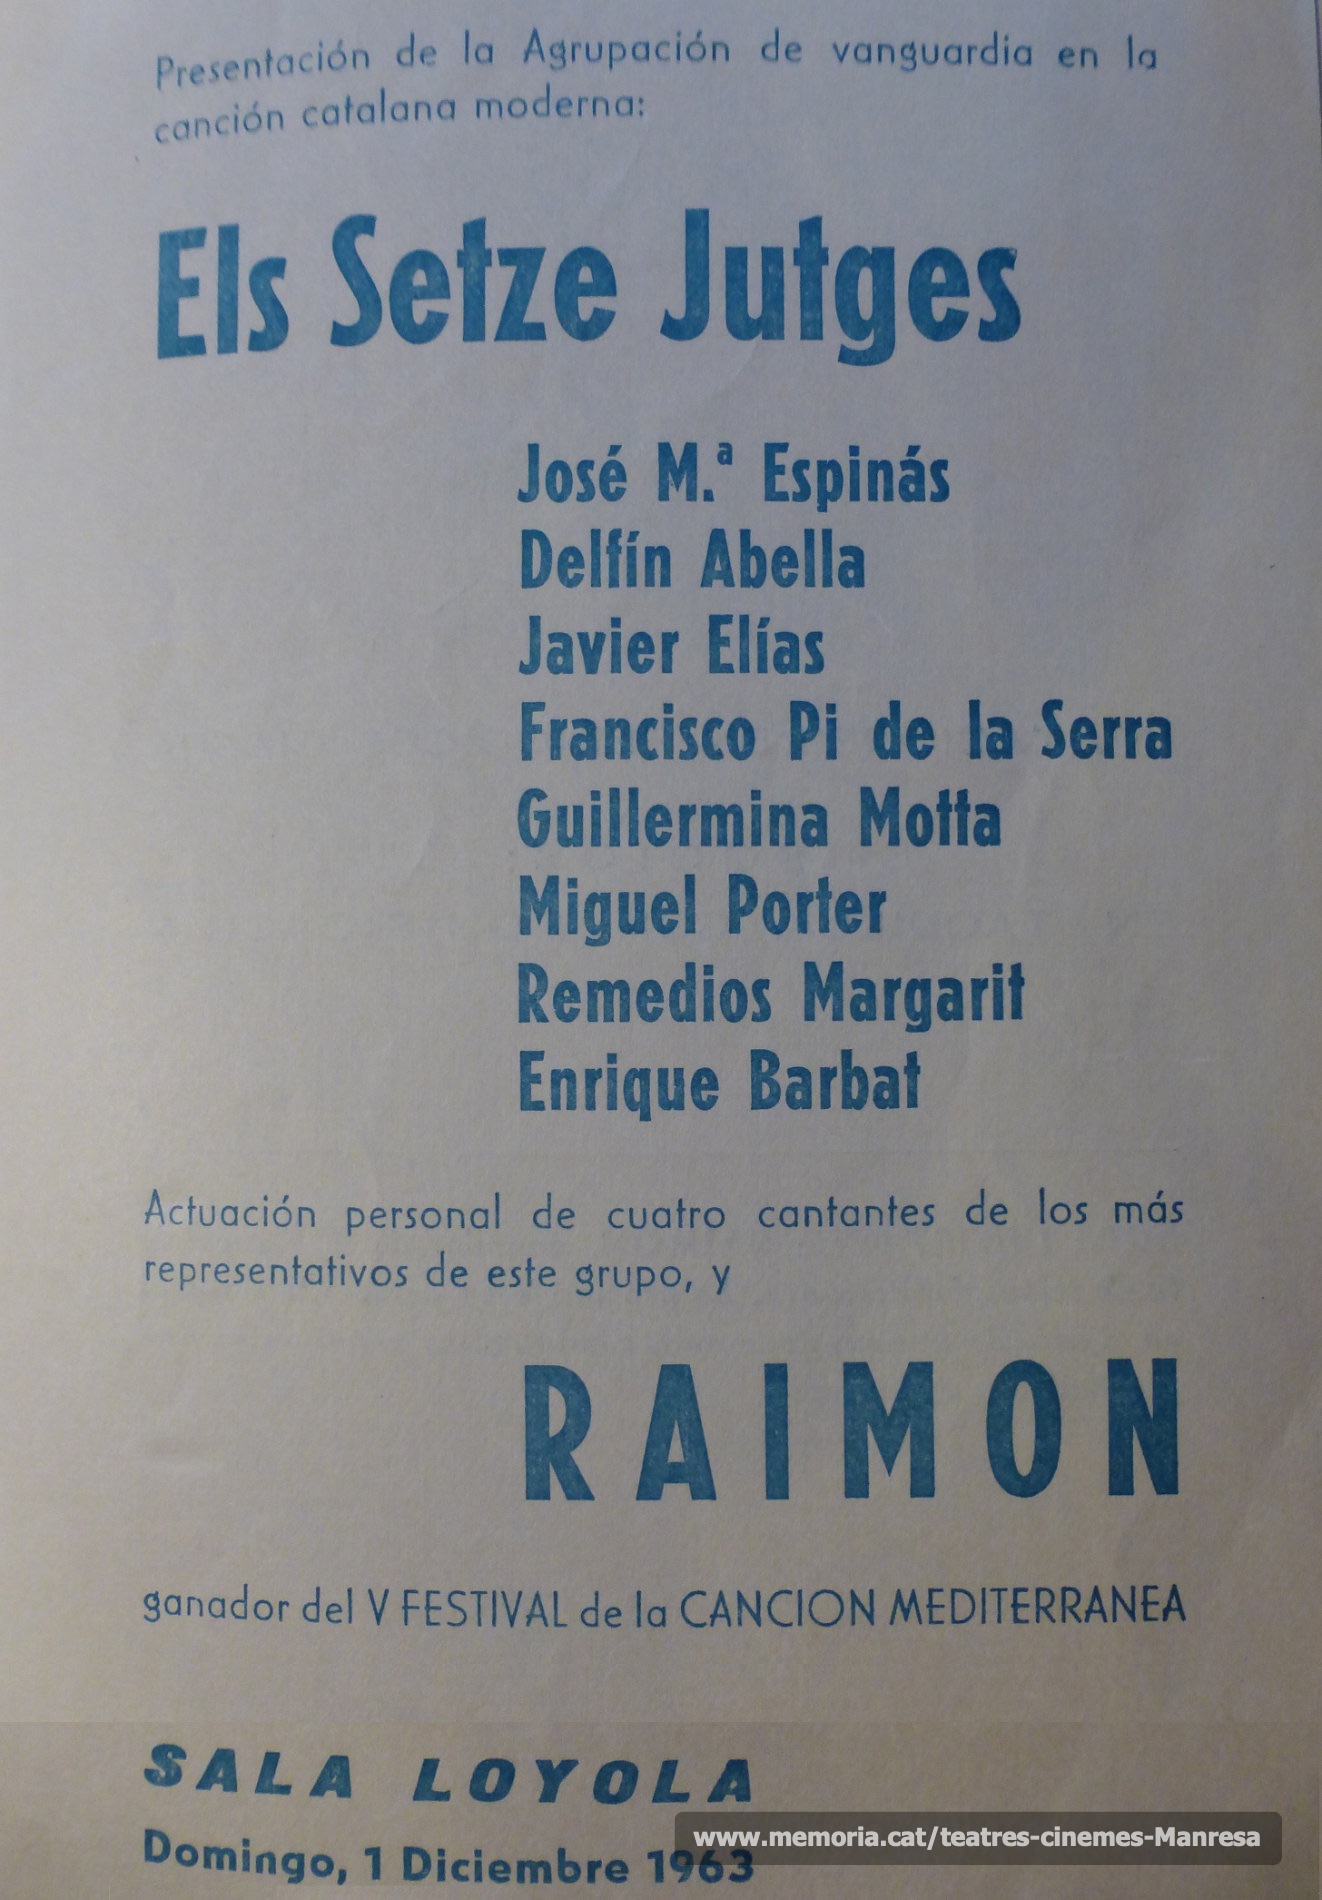 Presentación de la Agrupación de vanguardia en la
canción catalana moderna:
Els Setze Jutges
José M.ª Espinás
Delfín Abella
Javier Elías
Francisco Pi de la Serra
Guillermina Motta
Miguel Porter
Remedios Margarit
Enrique Barbat
Actuación personal de cuatro cantantes de los más
representativos de este grupo, y
RAIMON
ganador del V FESTIVAL de la CANCION MEDITERRANEA
SALA LOYOLA
Domingo, 1 Diciembre 1963
www.memoria.cat/teatres-cinemes-Manresa